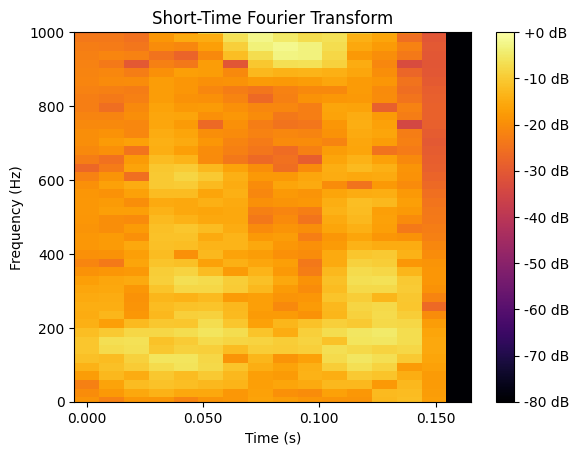 Short-Time Fourier Transform
1000
800
600
400
200
0
Frequency (Hz)
0.000
0.050
0.100
0.150
Time (s)
+0 dB
-10 dB
-20 dB
-30 dB
-40 dB
-50 dB
-60 dB
-70 dB
-80 dB